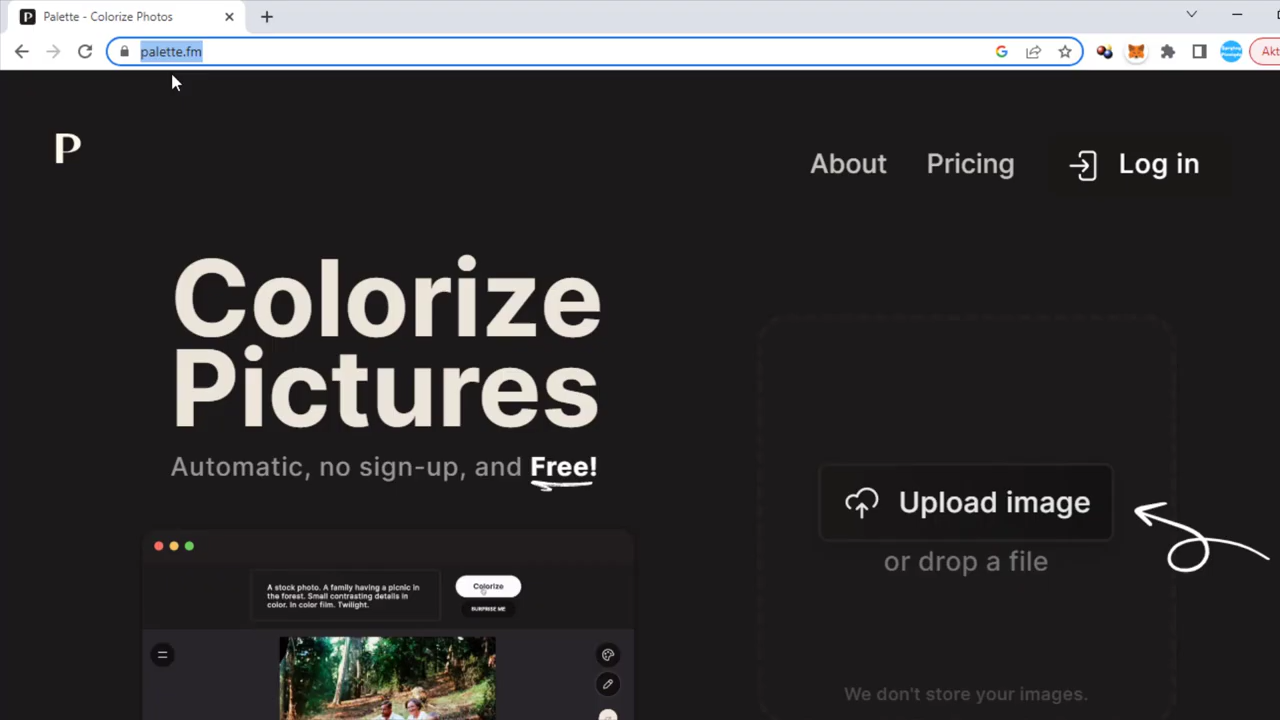 P Palette - Colorize Photos
palette.fm
Akt
P
About Pricing Log in
Colorize
Pictures
Automatic, no sign-up, and Free!
Upload image
or drop a file
A stock photo. A family having a picnic in
the forest. Small contrasting details in
color. In color film. Twilight.
Colorize
SURPRISE ME
We don't store your images.